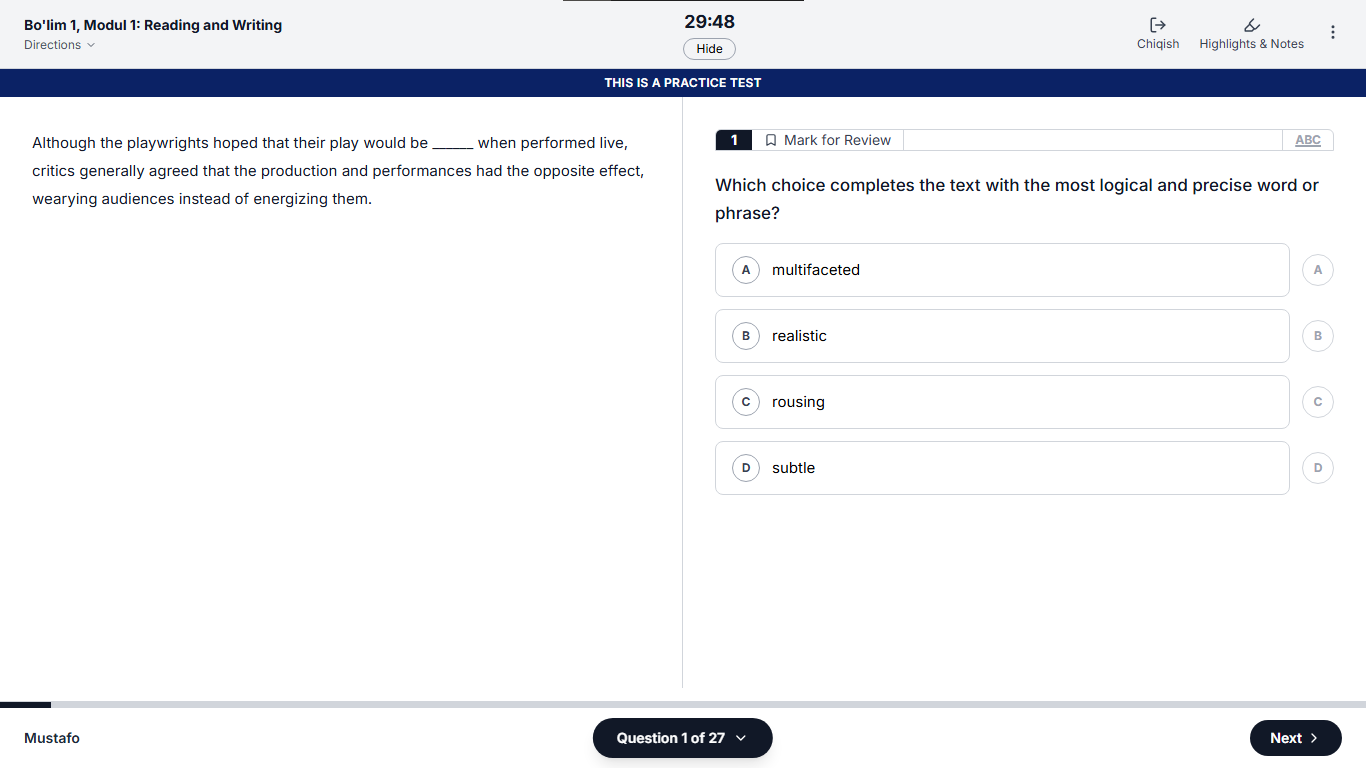 Bo'lim 1, Modul 1: Reading and Writing
Directions
29:48
Hide
Chiqish
Highlights & Notes
THIS IS A PRACTICE TEST
Although the playwrights hoped that their play would be ______ when performed live,
critics generally agreed that the production and performances had the opposite effect,
wearying audiences instead of energizing them.
1
Mark for Review
ABC
Which choice completes the text with the most logical and precise word or
phrase?
A multifaceted A
B realistic B
C rousing C
D subtle D
Mustafo
Question 1 of 27
Next